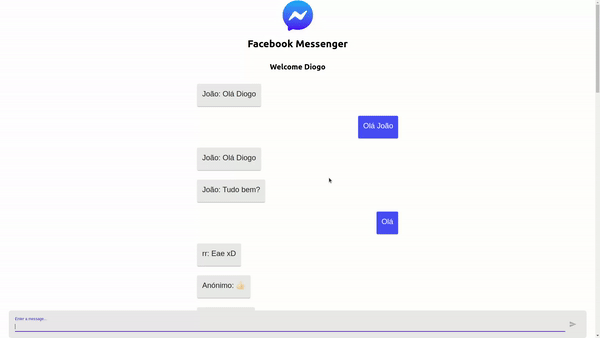 Facebook Messenger
Welcome Diogo
João: Olá Diogo
Olá João
João: Olá Diogo
João: Tudo bem?
Olá
rr: Eae xD
Anónimo: 👍
Enter a message...